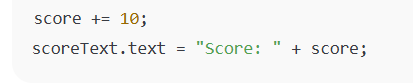 score += 10;
scoreText.text = "Score: " + score;